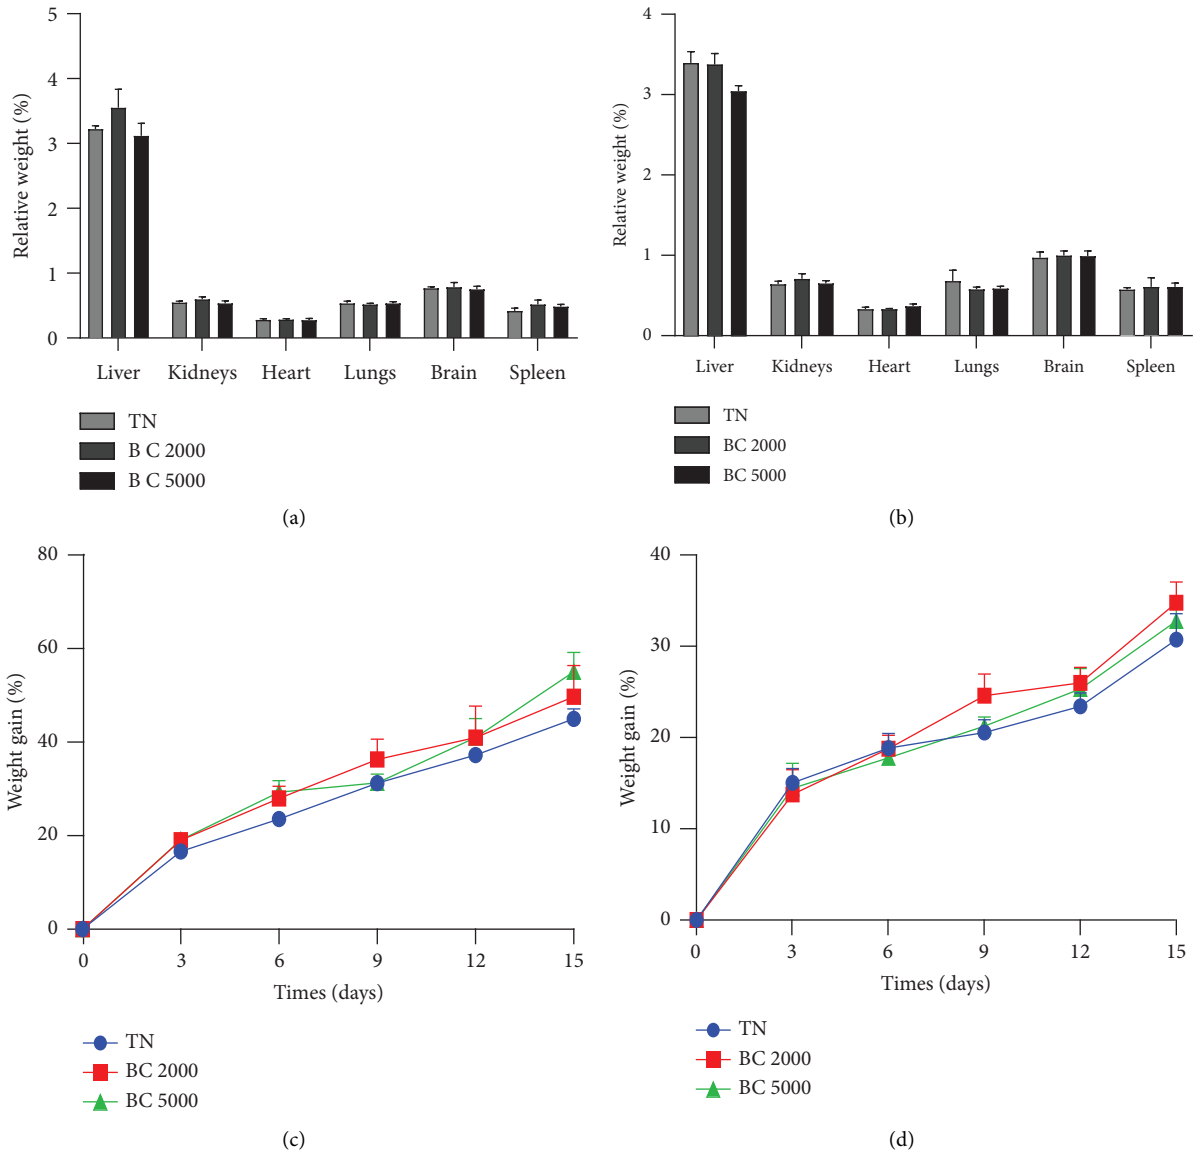 5
4
3
2
1
0
Relative weight (%)
Liver Kidneys Heart Lungs Brain Spleen
TN
B C 2000
B C 5000
(a)
4
3
2
1
0
Relative weight (%)
Liver Kidneys Heart Lungs Brain Spleen
TN
BC 2000
BC 5000
(b)
80
60
40
20
0
Weight gain (%)
0 3 6 9 12 15
Times (days)
TN
BC 2000
BC 5000
(c)
40
30
20
10
0
Weight gain (%)
0 3 6 9 12 15
Times (days)
TN
BC 2000
BC 5000
(d)